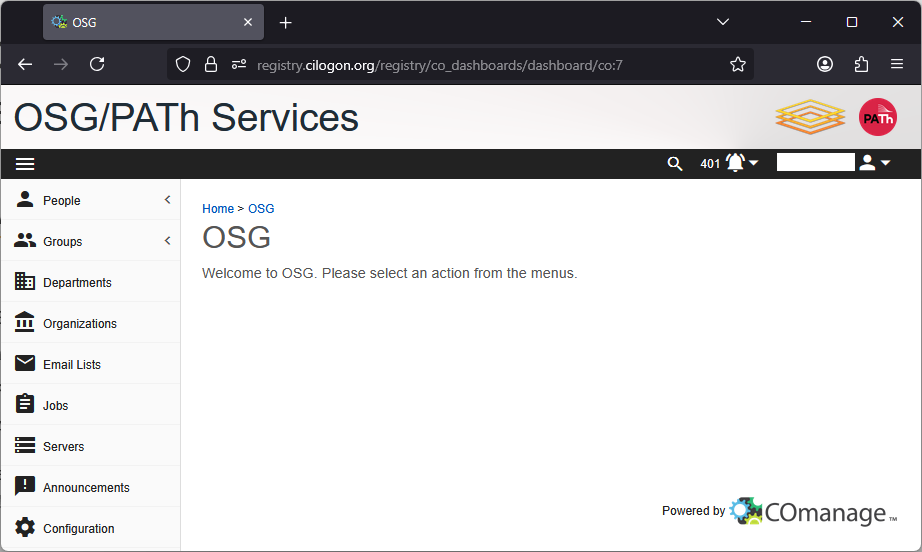 OSG
registry.cilogon.org/registry/co_dashboards/dashboard/co:7
OSG/PATh Services
PATh
401
People
Groups
Departments
Organizations
Email Lists
Jobs
Servers
Announcements
Configuration
Home > OSG
OSG
Welcome to OSG. Please select an action from the menus.
Powered by COmanage™